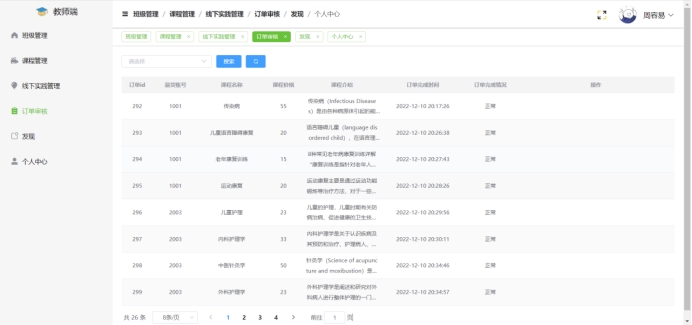 教师端
班级管理 / 课程管理 / 线下实践管理 / 订单审核 / 发现 / 个人中心
周容易
班级管理 课程管理 × 线下实践管理 × 订单审核 × 发现 × 个人中心 ×
班级管理
课程管理
线下实践管理
订单审核
发现
个人中心
请选择 搜索
订单id 课程名称 课程价格 课程介绍 订单完成时间 订单完成情况 操作
292 1001 传染病 55 传染病（Infectious Disease
s）是由各种病原体引起的能... 2022-12-10 20:17:26 正常
293 1001 儿童语言障碍康复 20 语言障碍儿童（language dis
ordered child），在语言理... 2022-12-10 20:26:38 正常
294 1001 老年康复训练 15 8种常见老年病康复训练详解
"康复训练是指针对老年人... 2022-12-10 20:27:43 正常
295 1001 运动康复 20 运动康复主要是通过运动功能
锻炼等治疗方法，对于一些... 2022-12-10 20:28:26 正常
296 2003 儿童护理 23 儿童的护理，儿童时期有关防
病治病、促进健康的卫生扶... 2022-12-10 20:29:56 正常
297 2003 内科护理学 33 内科护理学是关于认识疾病及
其预防和治疗、护理病人、... 2022-12-10 20:30:11 正常
298 2003 中医针灸学 50 针灸学（Science of acupunc
ture and moxibustion）是... 2022-12-10 20:34:46 正常
299 2003 外科护理学 23 外科护理学是阐述和研究对外
科病人进行整体护理的一门... 2022-12-10 20:34:57 正常
共 26 条 8条/页 1 2 3 4 前往 1 页